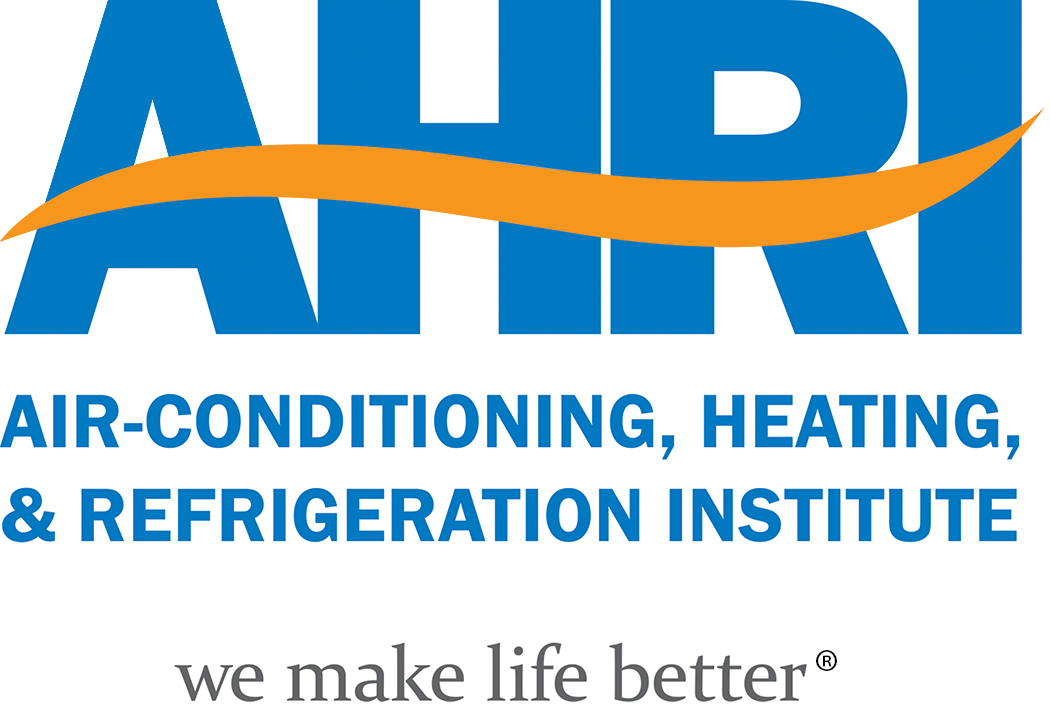 AHRI
AIR-CONDITIONING, HEATING,
& REFRIGERATION INSTITUTE
we make life better®